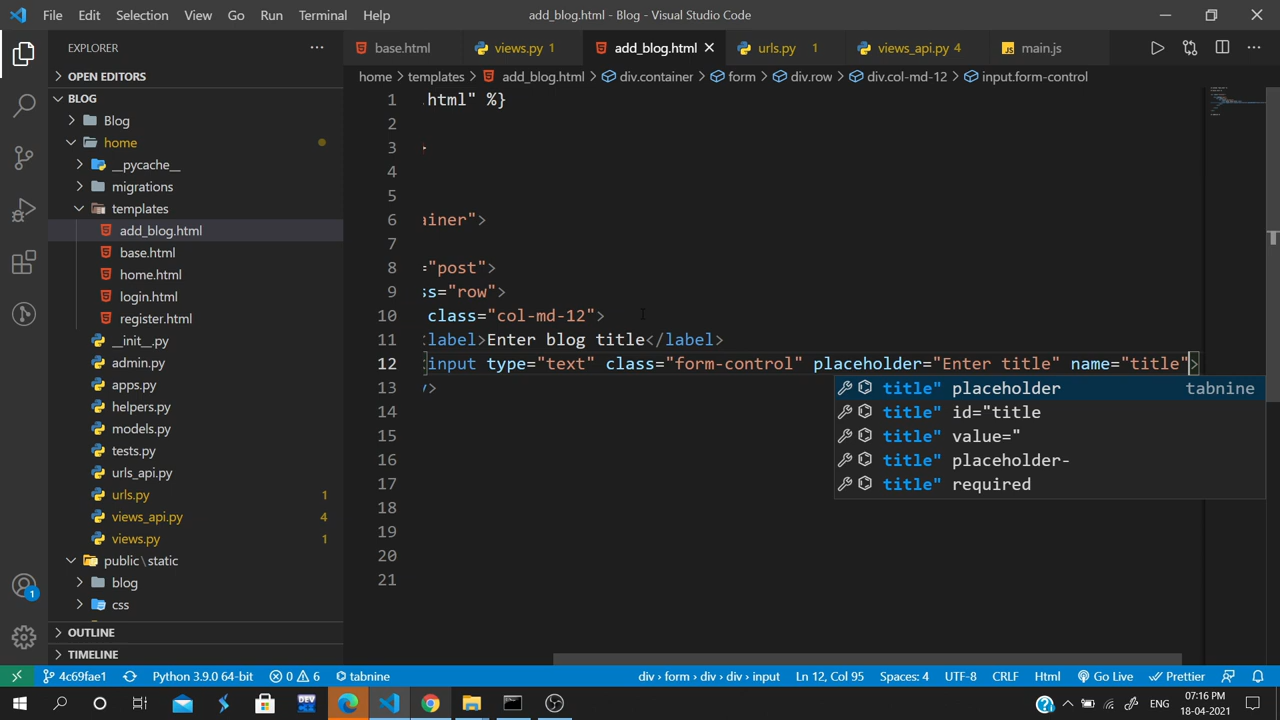 File Edit Selection View Go Run Terminal Help
add_blog.html - Blog - Visual Studio Code
EXPLORER
OPEN EDITORS
BLOG
Blog
home
__pycache__
migrations
templates
add_blog.html
base.html
home.html
login.html
register.html
__init__.py
admin.py
apps.py
helpers.py
models.py
tests.py
urls_api.py
urls.py 1
views_api.py 4
views.py 1
public\static
blog
css
OUTLINE
TIMELINE
base.html views.py 1 add_blog.html urls.py 1 views_api.py 4 main.js
home > templates > add_blog.html > div.container > form > div.row > div.col-md-12 > input.form-control
1 .html" %}
2
3
4
5
6 ainer">
7
8 ="post">
9 ss="row">
10 class="col-md-12">
11 label>Enter blog title</label>
12 input type="text" class="form-control" placeholder="Enter title" name="title">
13 >
14
15
16
17
18
19
20
21
title" placeholder tabnine
title" id="title
title" value="
title" placeholder-
title" required
1
4c69fae1 Python 3.9.0 64-bit 0 6 tabnine
div > form > div > div > input Ln 12, Col 95 Spaces: 4 UTF-8 CRLF Html Go Live Prettier
ENG
07:16 PM
18-04-2021